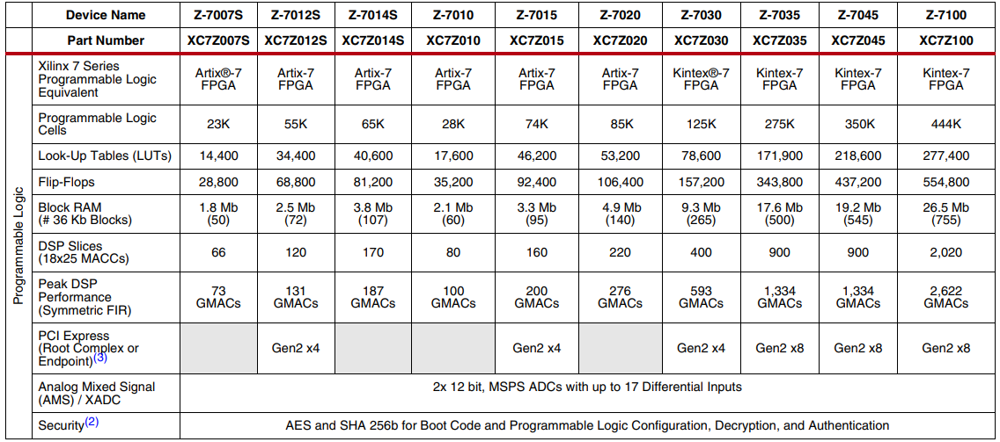 Device Name Z-7007S Z-7012S Z-7014S Z-7010 Z-7015 Z-7020 Z-7030 Z-7035 Z-7045 Z-7100
Part Number XC7Z007S XC7Z012S XC7Z014S XC7Z010 XC7Z015 XC7Z020 XC7Z030 XC7Z035 XC7Z045 XC7Z100
Programmable Logic
Xilinx 7 Series
Programmable Logic
Equivalent
Artix®-7 Artix-7 Artix-7 Artix-7 Artix-7 Artix-7 Kintex®-7 Kintex-7 Kintex-7 Kintex-7
FPGA FPGA FPGA FPGA FPGA FPGA FPGA FPGA FPGA FPGA
Programmable Logic
Cells
23K 55K 65K 28K 74K 85K 125K 275K 350K 444K
Look-Up Tables (LUTs) 14,400 34,400 40,600 17,600 46,200 53,200 78,600 171,900 218,600 277,400
Flip-Flops 28,800 68,800 81,200 35,200 92,400 106,400 157,200 343,800 437,200 554,800
Block RAM 1.8 Mb 2.5 Mb 3.8 Mb 2.1 Mb 3.3 Mb 4.9 Mb 9.3 Mb 17.6 Mb 19.2 Mb 26.5 Mb
(# 36 Kb Blocks) (50) (72) (107) (60) (95) (140) (265) (500) (545) (755)
DSP Slices
(18x25 MACCs)
66 120 170 80 160 220 400 900 900 2,020
Peak DSP
Performance
(Symmetric FIR)
73 131 187 100 200 276 593 1,334 1,334 2,622
GMACs GMACs GMACs GMACs GMACs GMACs GMACs GMACs GMACs GMACs
PCI Express
(Root Complex or
Endpoint)(3)
Gen2 x4 Gen2 x4 Gen2 x4 Gen2 x8 Gen2 x8 Gen2 x8
Analog Mixed Signal
(AMS) / XADC
2x 12 bit, MSPS ADCs with up to 17 Differential Inputs
Security(2) AES and SHA 256b for Boot Code and Programmable Logic Configuration, Decryption, and Authentication